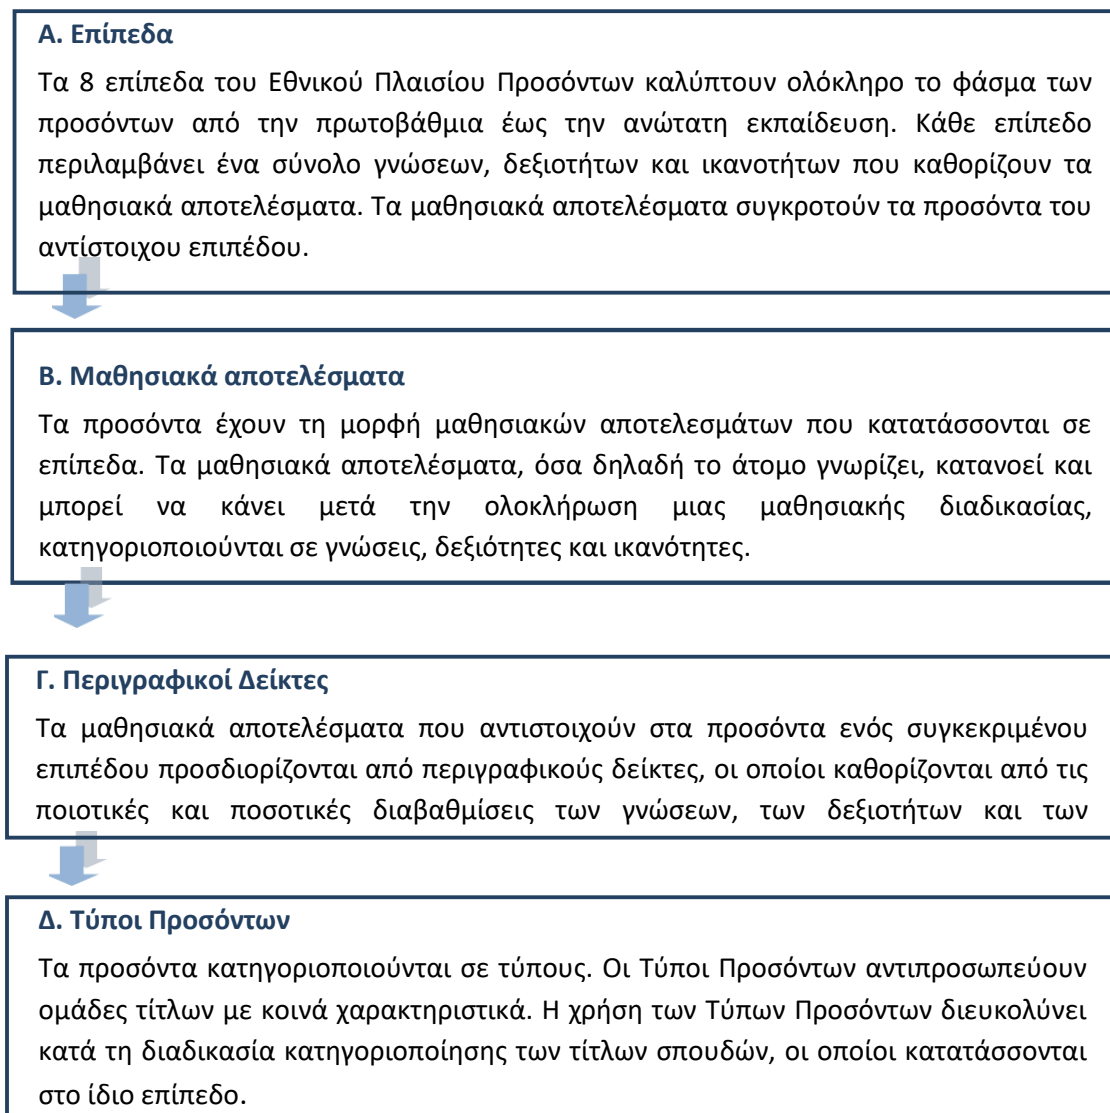 Α. Επίπεδα
Τα 8 επίπεδα του Εθνικού Πλαισίου Προσόντων καλύπτουν ολόκληρο το φάσμα των
προσόντων από την πρωτοβάθμια έως την ανώτατη εκπαίδευση. Κάθε επίπεδο
περιλαμβάνει ένα σύνολο γνώσεων, δεξιοτήτων και ικανοτήτων που καθορίζουν τα
μαθησιακά αποτελέσματα. Τα μαθησιακά αποτελέσματα συγκροτούν τα προσόντα του
αντίστοιχου επιπέδου.
Β. Μαθησιακά αποτελέσματα
Τα προσόντα έχουν τη μορφή μαθησιακών αποτελεσμάτων που κατατάσσονται σε
επίπεδα. Τα μαθησιακά αποτελέσματα, όσα δηλαδή το άτομο γνωρίζει, κατανοεί και
μπορεί να κάνει μετά την ολοκλήρωση μιας μαθησιακής διαδικασίας,
κατηγοριοποιούνται σε γνώσεις, δεξιότητες και ικανότητες.
Γ. Περιγραφικοί Δείκτες
Τα μαθησιακά αποτελέσματα που αντιστοιχούν στα προσόντα ενός συγκεκριμένου
επιπέδου προσδιορίζονται από περιγραφικούς δείκτες, οι οποίοι καθορίζονται από τις
ποιοτικές και ποσοτικές διαβαθμίσεις των γνώσεων, των δεξιοτήτων και των
Δ. Τύποι Προσόντων
Τα προσόντα κατηγοριοποιούνται σε τύπους. Οι Τύποι Προσόντων αντιπροσωπεύουν
ομάδες τίτλων με κοινά χαρακτηριστικά. Η χρήση των Τύπων Προσόντων διευκολύνει
κατά τη διαδικασία κατηγοριοποίησης των τίτλων σπουδών, οι οποίοι κατατάσσονται
στο ίδιο επίπεδο.